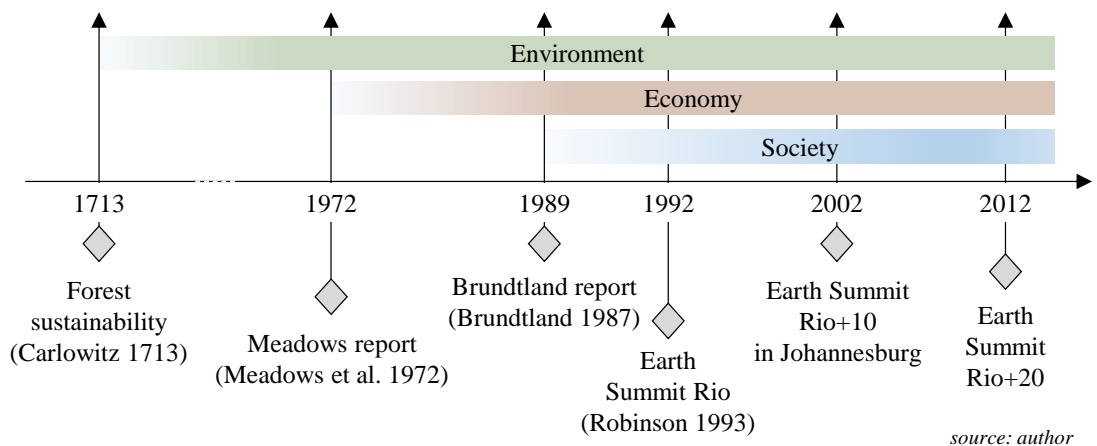 Environment
Economy
Society
1713
1972
1989
1992
2002
2012
Forest
sustainability
(Carlowitz 1713)
Meadows report
(Meadows et al. 1972)
Brundtland report
(Brundtland 1987)
Earth
Summit Rio
(Robinson 1993)
Earth Summit
Rio+10
in Johannesburg
Earth
Summit
Rio+20
source: author